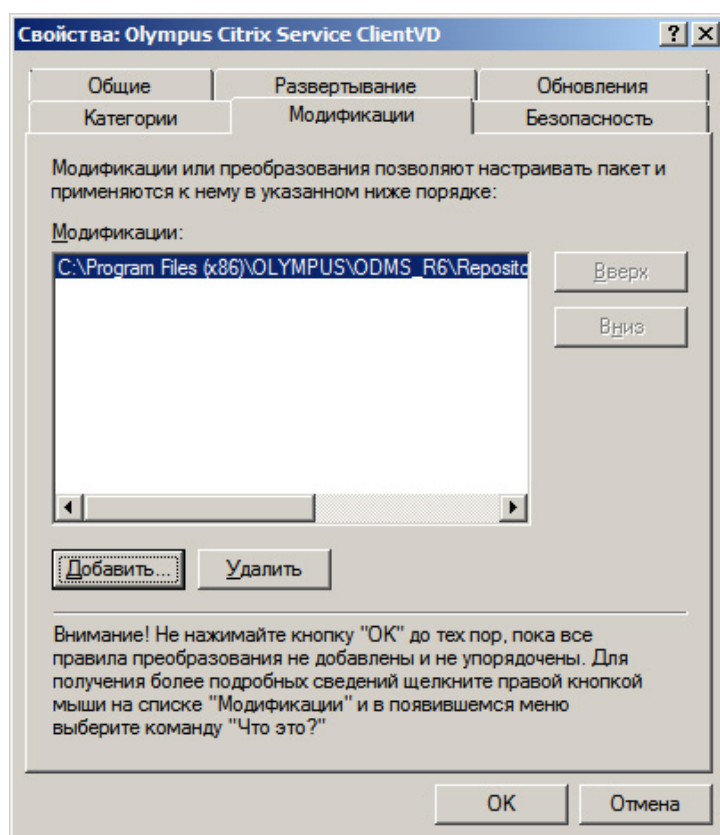 Свойства: Olympus Citrix Service ClientVD
Общие
Развертывание
Обновления
Категории
Модификации
Безопасность
Модификации или преобразования позволяют настраивать пакет и
применяются к нему в указанном ниже порядке:
Модификации:
C:\Program Files (x86)\OLYMPUS\ODMS_R6\Reposito
Вверх
Вниз
Добавить...
Удалить
Внимание! Не нажимайте кнопку "OK" до тех пор, пока все
правила преобразования не добавлены и не упорядочены. Для
получения более подробных сведений щелкните правой кнопкой
мыши на списке "Модификации" и в появившемся меню
выберите команду "Что это?"
OK
Отмена